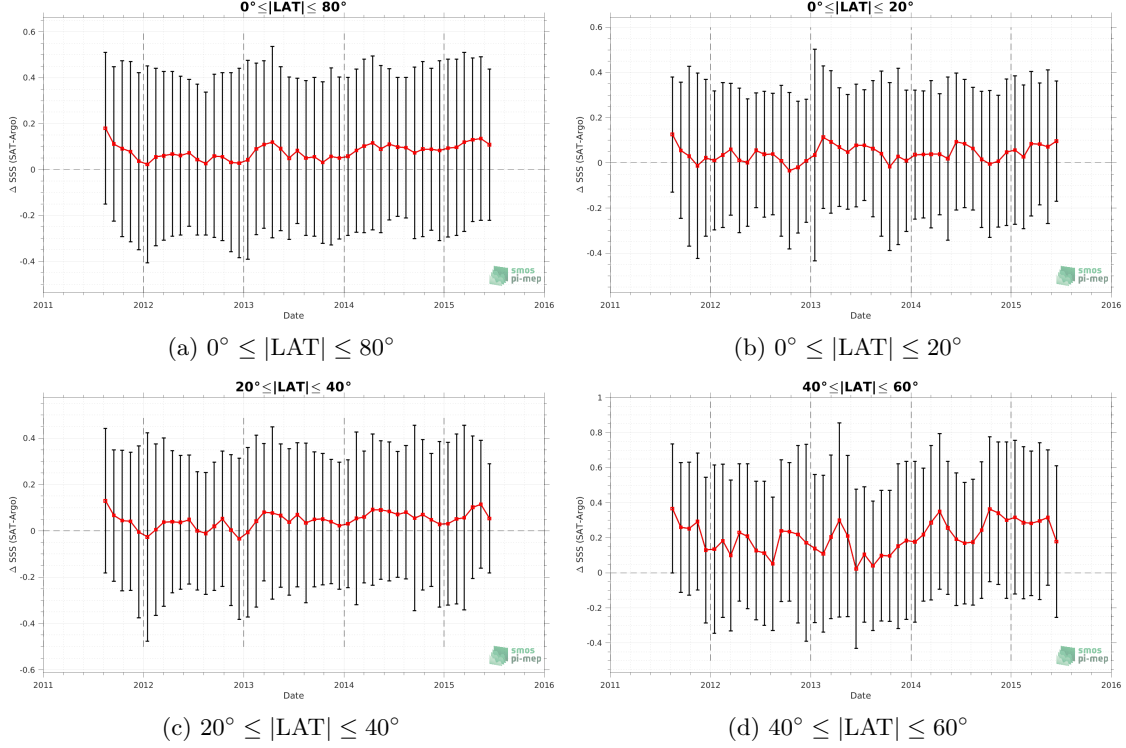 0°≤|LAT|≤ 80°
Δ SSS (SAT-Argo)
0.6
0.4
0.2
0
-0.2
-0.4
smos
pi-mep
2011 2012 2013 2014 2015 2016
Date
(a) 0° ≤ |LAT| ≤ 80°
0°≤|LAT|≤ 20°
Δ SSS (SAT-Argo)
0.6
0.4
0.2
0
-0.2
-0.4
smos
pi-mep
2011 2012 2013 2014 2015 2016
Date
(b) 0° ≤ |LAT| ≤ 20°
20°≤|LAT|≤ 40°
Δ SSS (SAT-Argo)
0.4
0.2
0
-0.2
-0.4
-0.6
smos
pi-mep
2011 2012 2013 2014 2015 2016
Date
(c) 20° ≤ |LAT| ≤ 40°
40°≤|LAT|≤ 60°
Δ SSS (SAT-Argo)
1
0.8
0.6
0.4
0.2
0
-0.2
-0.4
smos
pi-mep
2011 2012 2013 2014 2015 2016
Date
(d) 40° ≤ |LAT| ≤ 60°